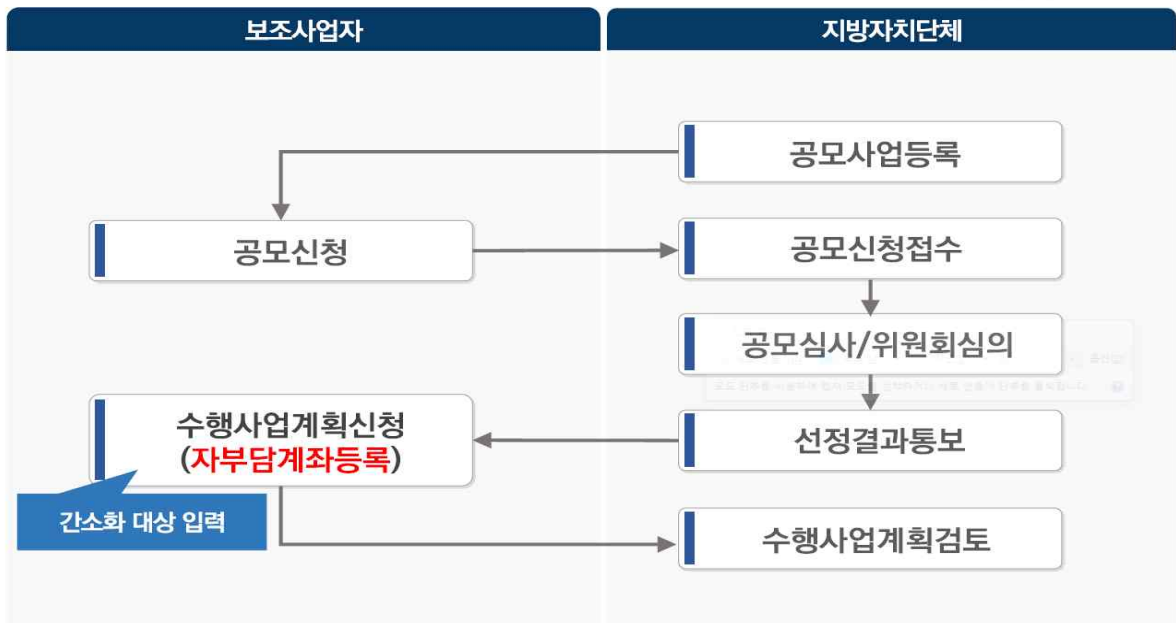 보조사업자
지방자치단체
공모사업등록
공모신청
공모신청접수
공모심사/위원회심의
수행사업계획신청
(자부담계좌등록)
선정결과통보
간소화 대상 입력
수행사업계획검토